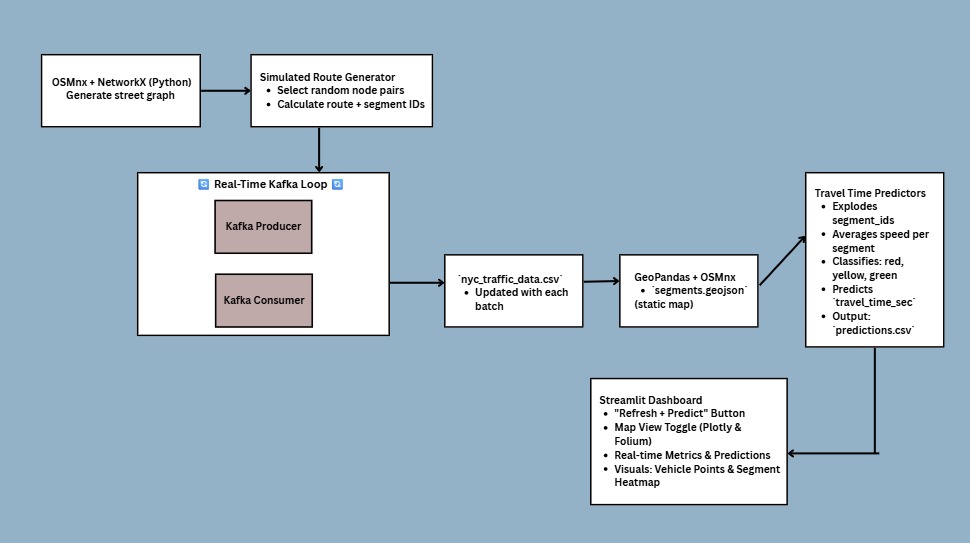 OSMnx + NetworkX (Python)
Generate street graph
Simulated Route Generator
• Select random node pairs
• Calculate route + segment IDs
🔄 Real-Time Kafka Loop 🔄
Kafka Producer
Kafka Consumer
`nyc_traffic_data.csv`
• Updated with each
batch
GeoPandas + OSMnx
• `segments.geojson`
(static map)
Travel Time Predictors
• Explodes
segment_ids
• Averages speed per
segment
• Classifies: red,
yellow, green
• Predicts
`travel_time_sec`
• Output:
`predictions.csv`
Streamlit Dashboard
• "Refresh + Predict" Button
• Map View Toggle (Plotly &
Folium)
• Real-time Metrics & Predictions
• Visuals: Vehicle Points & Segment
Heatmap